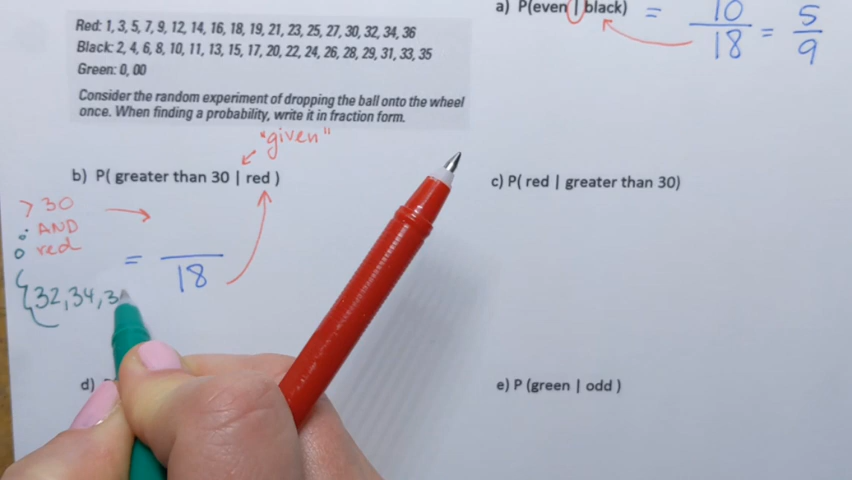 Red: 1, 3, 5, 7, 9, 12, 14, 16, 18, 19, 21, 23, 25, 27, 30, 32, 34, 36
Black: 2, 4, 6, 8, 10, 11, 13, 15, 17, 20, 22, 24, 26, 28, 29, 31, 33, 35
Green: 0, 00
Consider the random experiment of dropping the ball onto the wheel
once. When finding a probability, write it in fraction form.
a) P(even | black) = 10/18 = 5/9
"given"
b) P( greater than 30 | red )
> 30
AND
red
= /18
{32, 34, 3
c) P( red | greater than 30)
d)
e) P (green | odd )